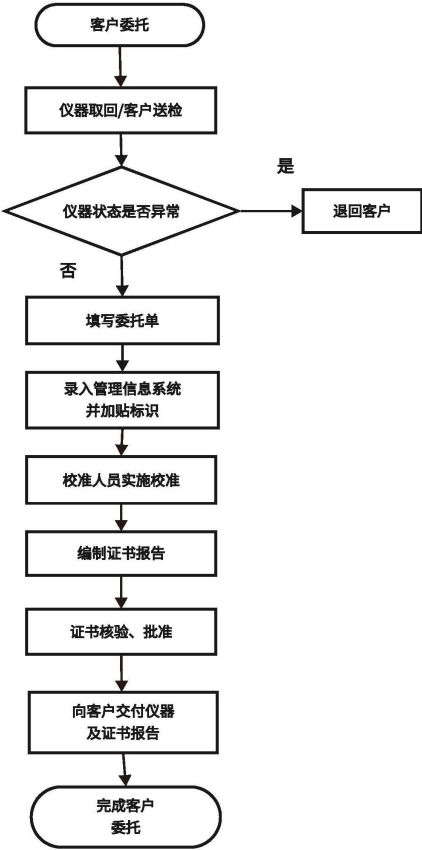 客户委托
仪器取回/客户送检
是
仪器状态是否异常
退回客户
否
填写委托单
录入管理信息系统
并加贴标识
校准人员实施校准
编制证书报告
证书核验、批准
向客户交付仪器
及证书报告
完成客户
委托